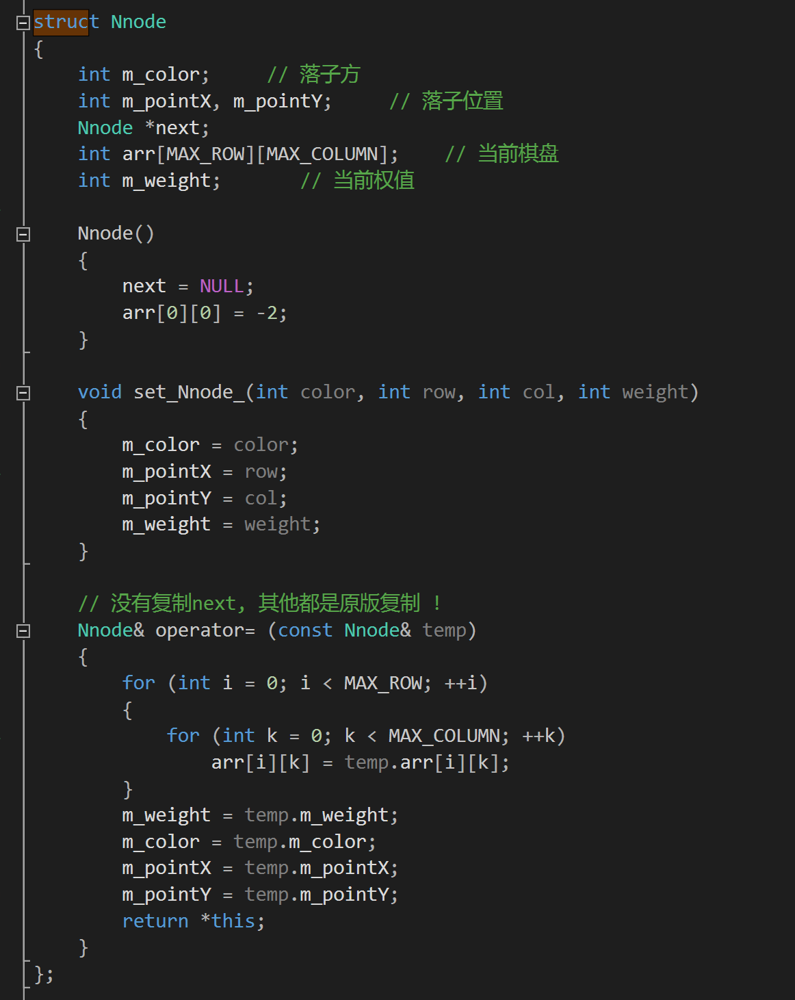 struct Nnode
{
    int m_color;     // 落子方
    int m_pointX, m_pointY;     // 落子位置
    Nnode *next;
    int arr[MAX_ROW][MAX_COLUMN];    // 当前棋盘
    int m_weight;       // 当前权值
    Nnode()
    {
        next = NULL;
        arr[0][0] = -2;
    }
    void set_Nnode_(int color, int row, int col, int weight)
    {
        m_color = color;
        m_pointX = row;
        m_pointY = col;
        m_weight = weight;
    }
    // 没有复制next, 其他都是原版复制 !
    Nnode& operator= (const Nnode& temp)
    {
        for (int i = 0; i < MAX_ROW; ++i)
        {
            for (int k = 0; k < MAX_COLUMN; ++k)
                arr[i][k] = temp.arr[i][k];
        }
        m_weight = temp.m_weight;
        m_color = temp.m_color;
        m_pointX = temp.m_pointX;
        m_pointY = temp.m_pointY;
        return *this;
    }
};